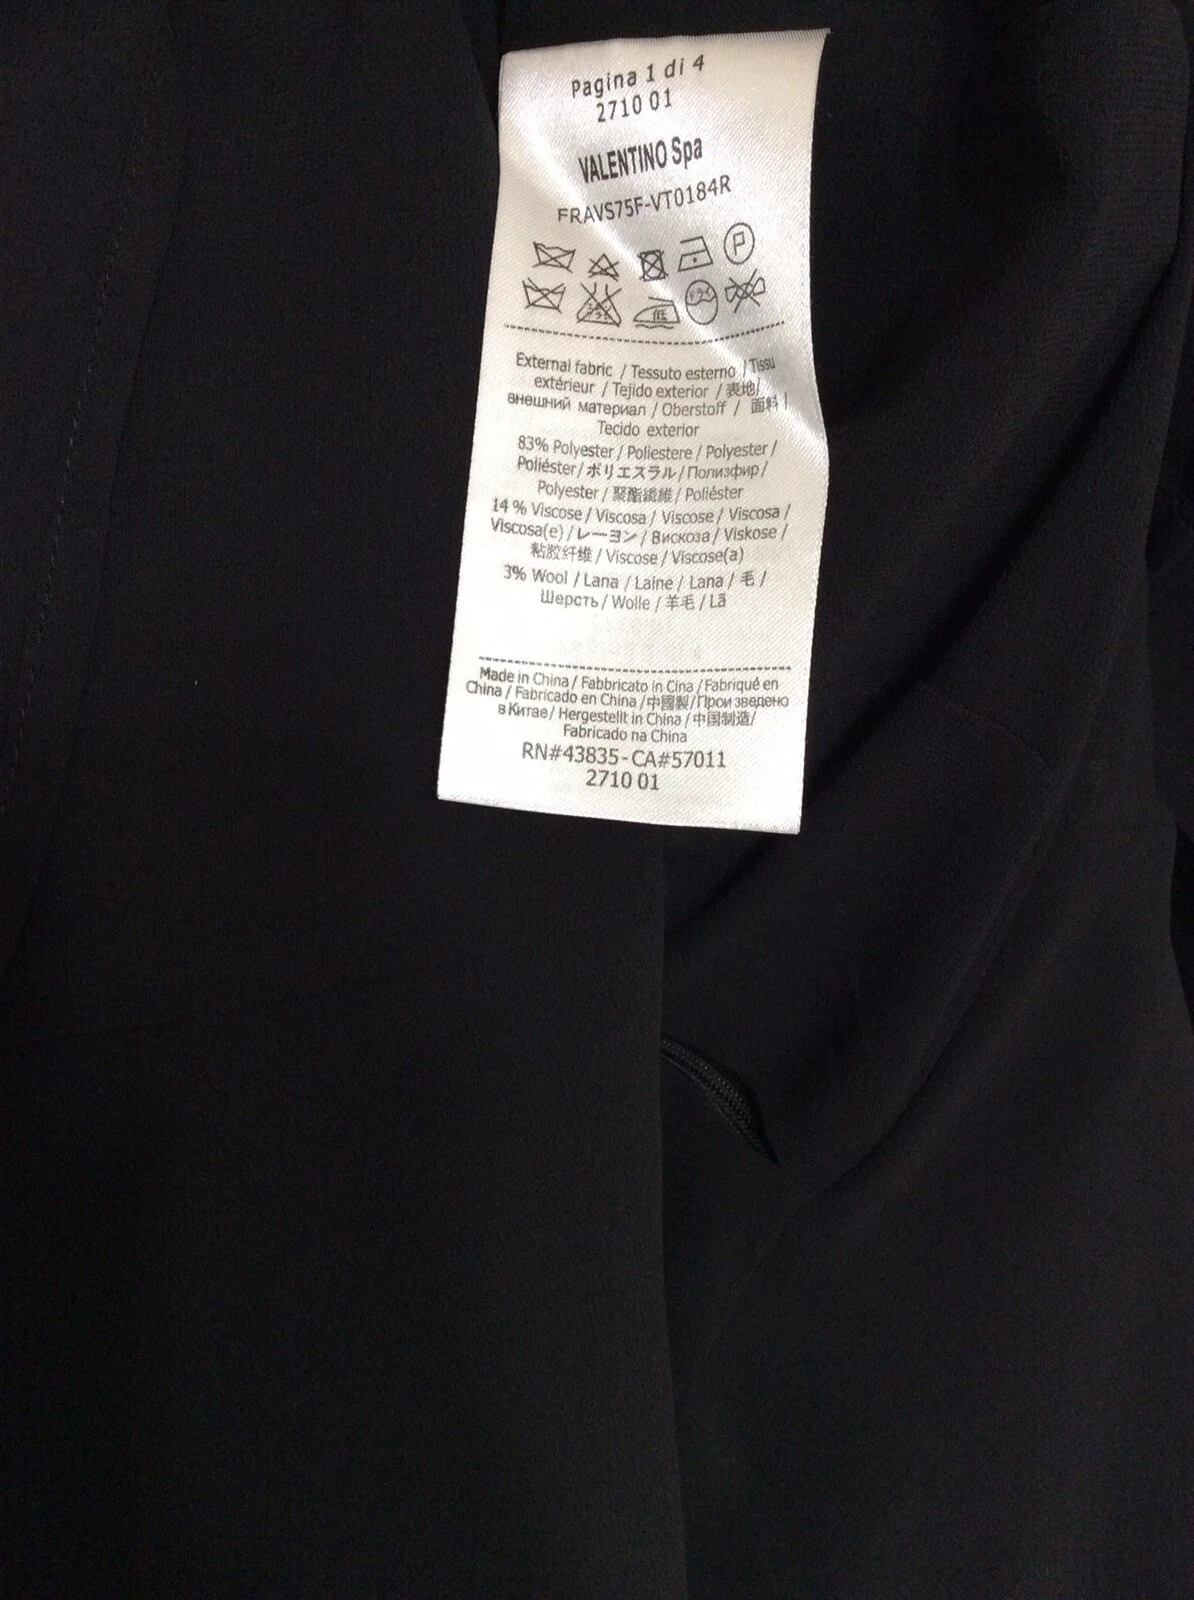 Pagina 1 di 4
2710 01
VALENTINO Spa
FRAVS75F-VT0184R
P
ドライ
低
External fabric / Tessuto esterno / Tissu
extérieur / Tejido exterior / 表地/
внешний материал / Oberstoff / 面料 |
Tecido exterior
83% Polyester / Poliestere / Polyester /
Poliéster/ポリエスラル/Полиэфир/
Polyester / 聚酯纖維 / Poliéster
14 % Viscose / Viscosa / Viscose / Viscosa /
Viscosa(e) / レーヨン / Вискоза / Viskose /
粘胶纤维 / Viscose / Viscose(a)
3% Wool / Lana / Laine / Lana / 毛 /
Шерсть / Wolle / 羊毛 / Lã
Made in China / Fabbricato in Cina / Fabriqué en
China / Fabricado en China /中國製/Произведено
в Китае/ Hergestellt in China /中国制造/
Fabricado na China
RN#43835-CA#57011
2710 01